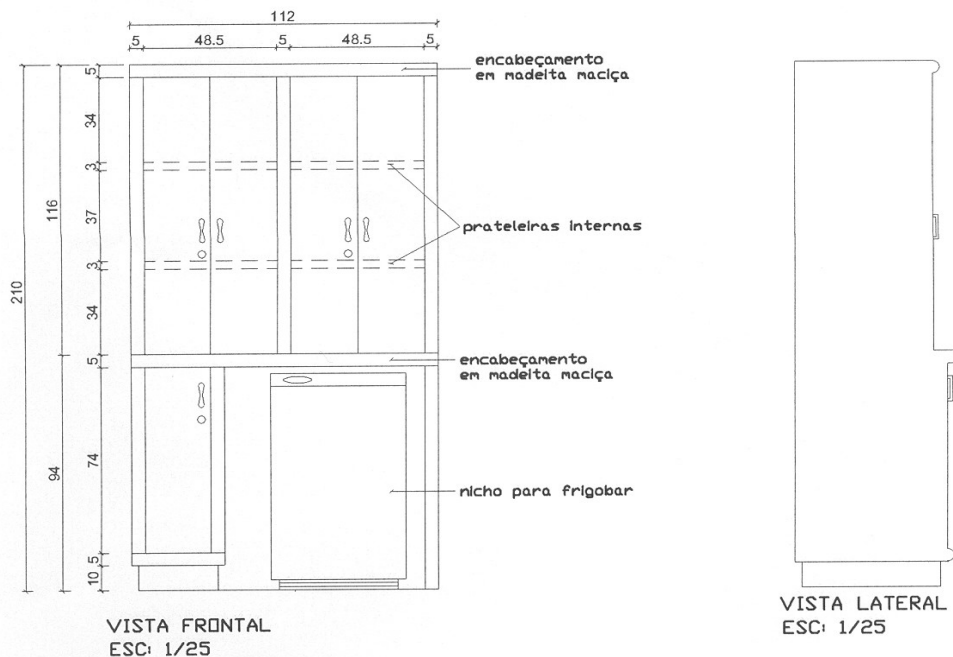 112
5 48.5 5 48.5 5
encabeçamento
em madeita maciça
5
34
3
116
37
prateleiras internas
3
210
34
encabeçamento
em madeita maciça
5
74
94
nicho para frigobar
5
10
VISTA FRONTAL
ESC: 1/25
VISTA LATERAL
ESC: 1/25